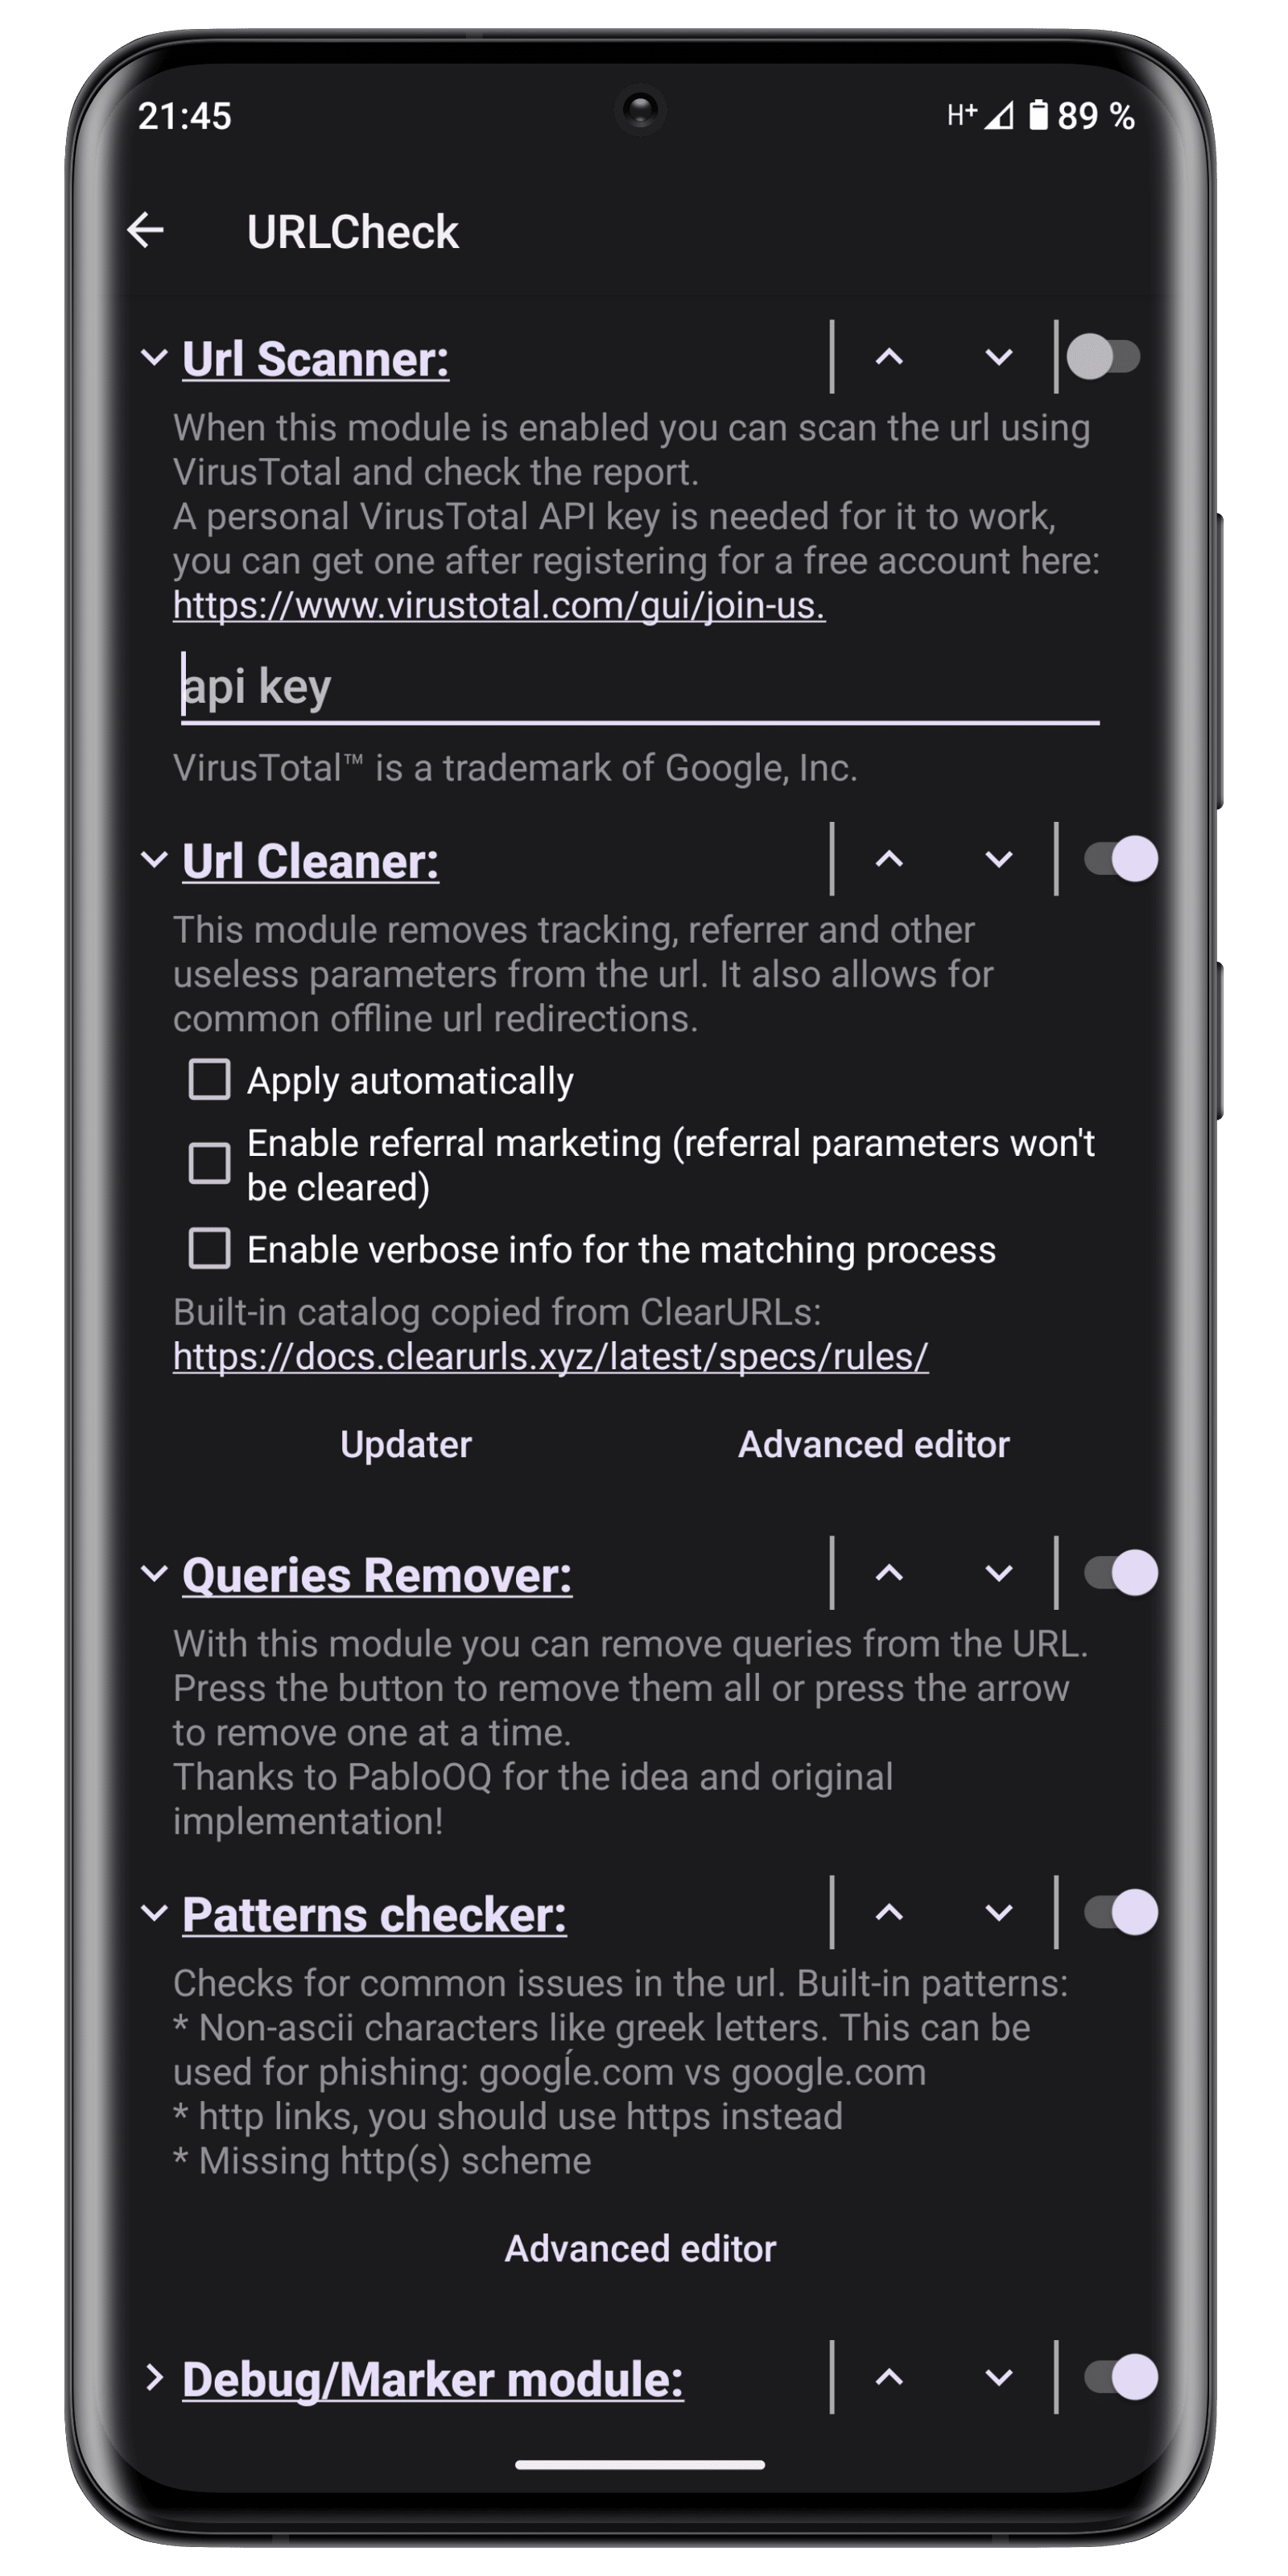 21:45
H+ 89 %
URLCheck
Url Scanner:
When this module is enabled you can scan the url using
VirusTotal and check the report.
A personal VirusTotal API key is needed for it to work,
you can get one after registering for a free account here:
https://www.virustotal.com/gui/join-us.
api key
VirusTotal™ is a trademark of Google, Inc.
Url Cleaner:
This module removes tracking, referrer and other
useless parameters from the url. It also allows for
common offline url redirections.
Apply automatically
Enable referral marketing (referral parameters won't
be cleared)
Enable verbose info for the matching process
Built-in catalog copied from ClearURLs:
https://docs.clearurls.xyz/latest/specs/rules/
Updater Advanced editor
Queries Remover:
With this module you can remove queries from the URL.
Press the button to remove them all or press the arrow
to remove one at a time.
Thanks to PabloOQ for the idea and original
implementation!
Patterns checker:
Checks for common issues in the url. Built-in patterns:
* Non-ascii characters like greek letters. This can be
used for phishing: googĺe.com vs google.com
* http links, you should use https instead
* Missing http(s) scheme
Advanced editor
Debug/Marker module: